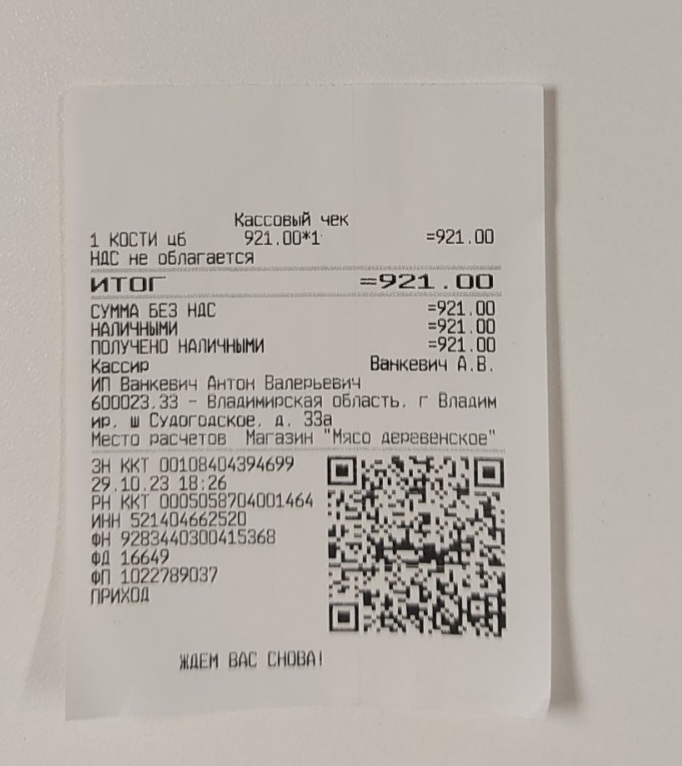 Кассовый чек
1 КОСТИ цб 921.00*1 =921.00
НДС не облагается
ИТОГ =921.00
СУММА БЕЗ НДС =921.00
НАЛИЧНЫМИ =921.00
ПОЛУЧЕНО НАЛИЧНЫМИ =921.00
Кассир Ванкевич А.В.
ИП Ванкевич Антон Валерьевич
600023.33 - Владимирская область. г Владим
ир. ш Судогодское. д. 33а
Место расчетов Магазин "Мясо деревенское"
ЗН ККТ 00108404394699
29.10.23 18:26
РН ККТ 0005058704001464
ИНН 521404662520
ФН 9283440300415368
ФД 16649
ФП 1022789037
ПРИХОД
ЖДЕМ ВАС СНОВА!